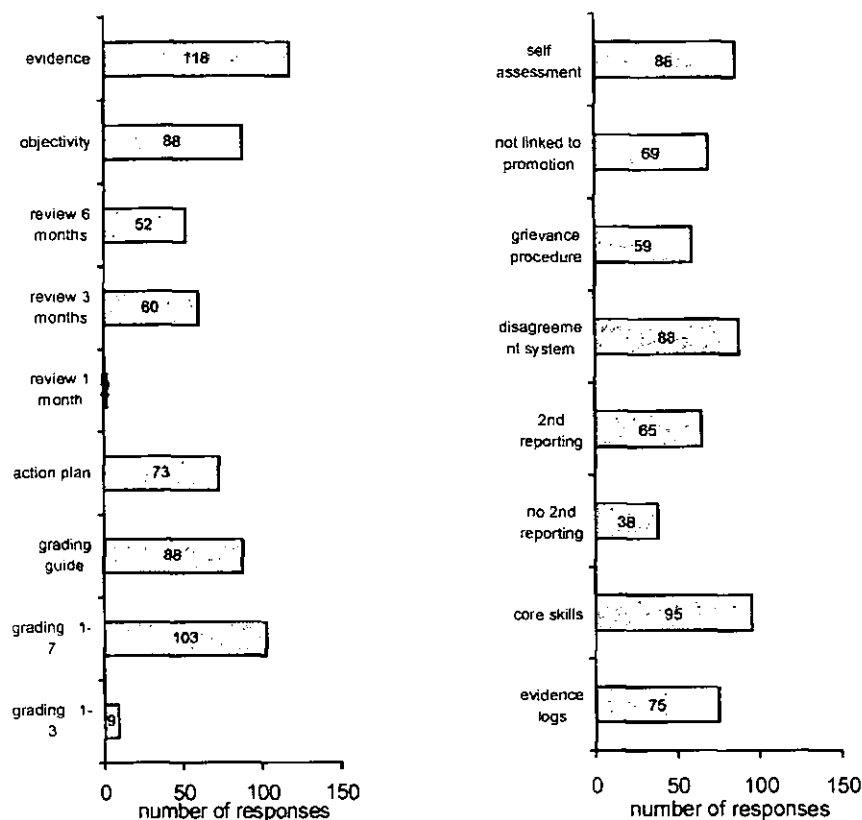 evidence
118
objectivity
88
review 6
months
52
review 3
months
60
review 1
month
action plan
73
grading
guide
88
grading 1-
7
103
grading 1-
3
9
0 50 100 150
number of responses
self
assessment
86
not linked to
promotion
69
grievance
procedure
59
disagreeme
nt system
88
2nd
reporting
65
no 2nd
reporting
38
core skills
95
evidence
logs
75
0 50 100 150
number of responses